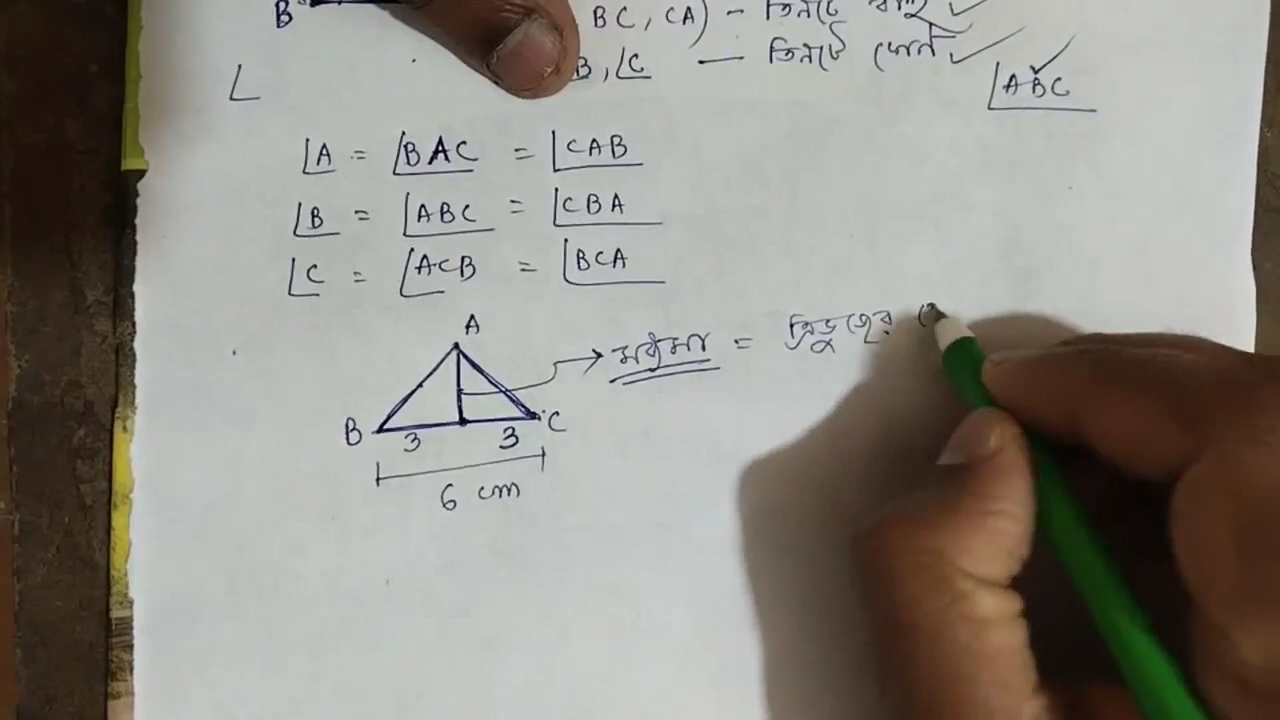 B
BC, CA) - তিনটে বাহু ✓
B, ∠C — তিনটে কোণ ✓
∠ABC
∠
∠A = ∠BAC = ∠CAB
∠B = ∠ABC = ∠CBA
∠C = ∠ACB = ∠BCA
A
→ মধ্যমা = ত্রিভুজের
B 3 3 C
6 cm